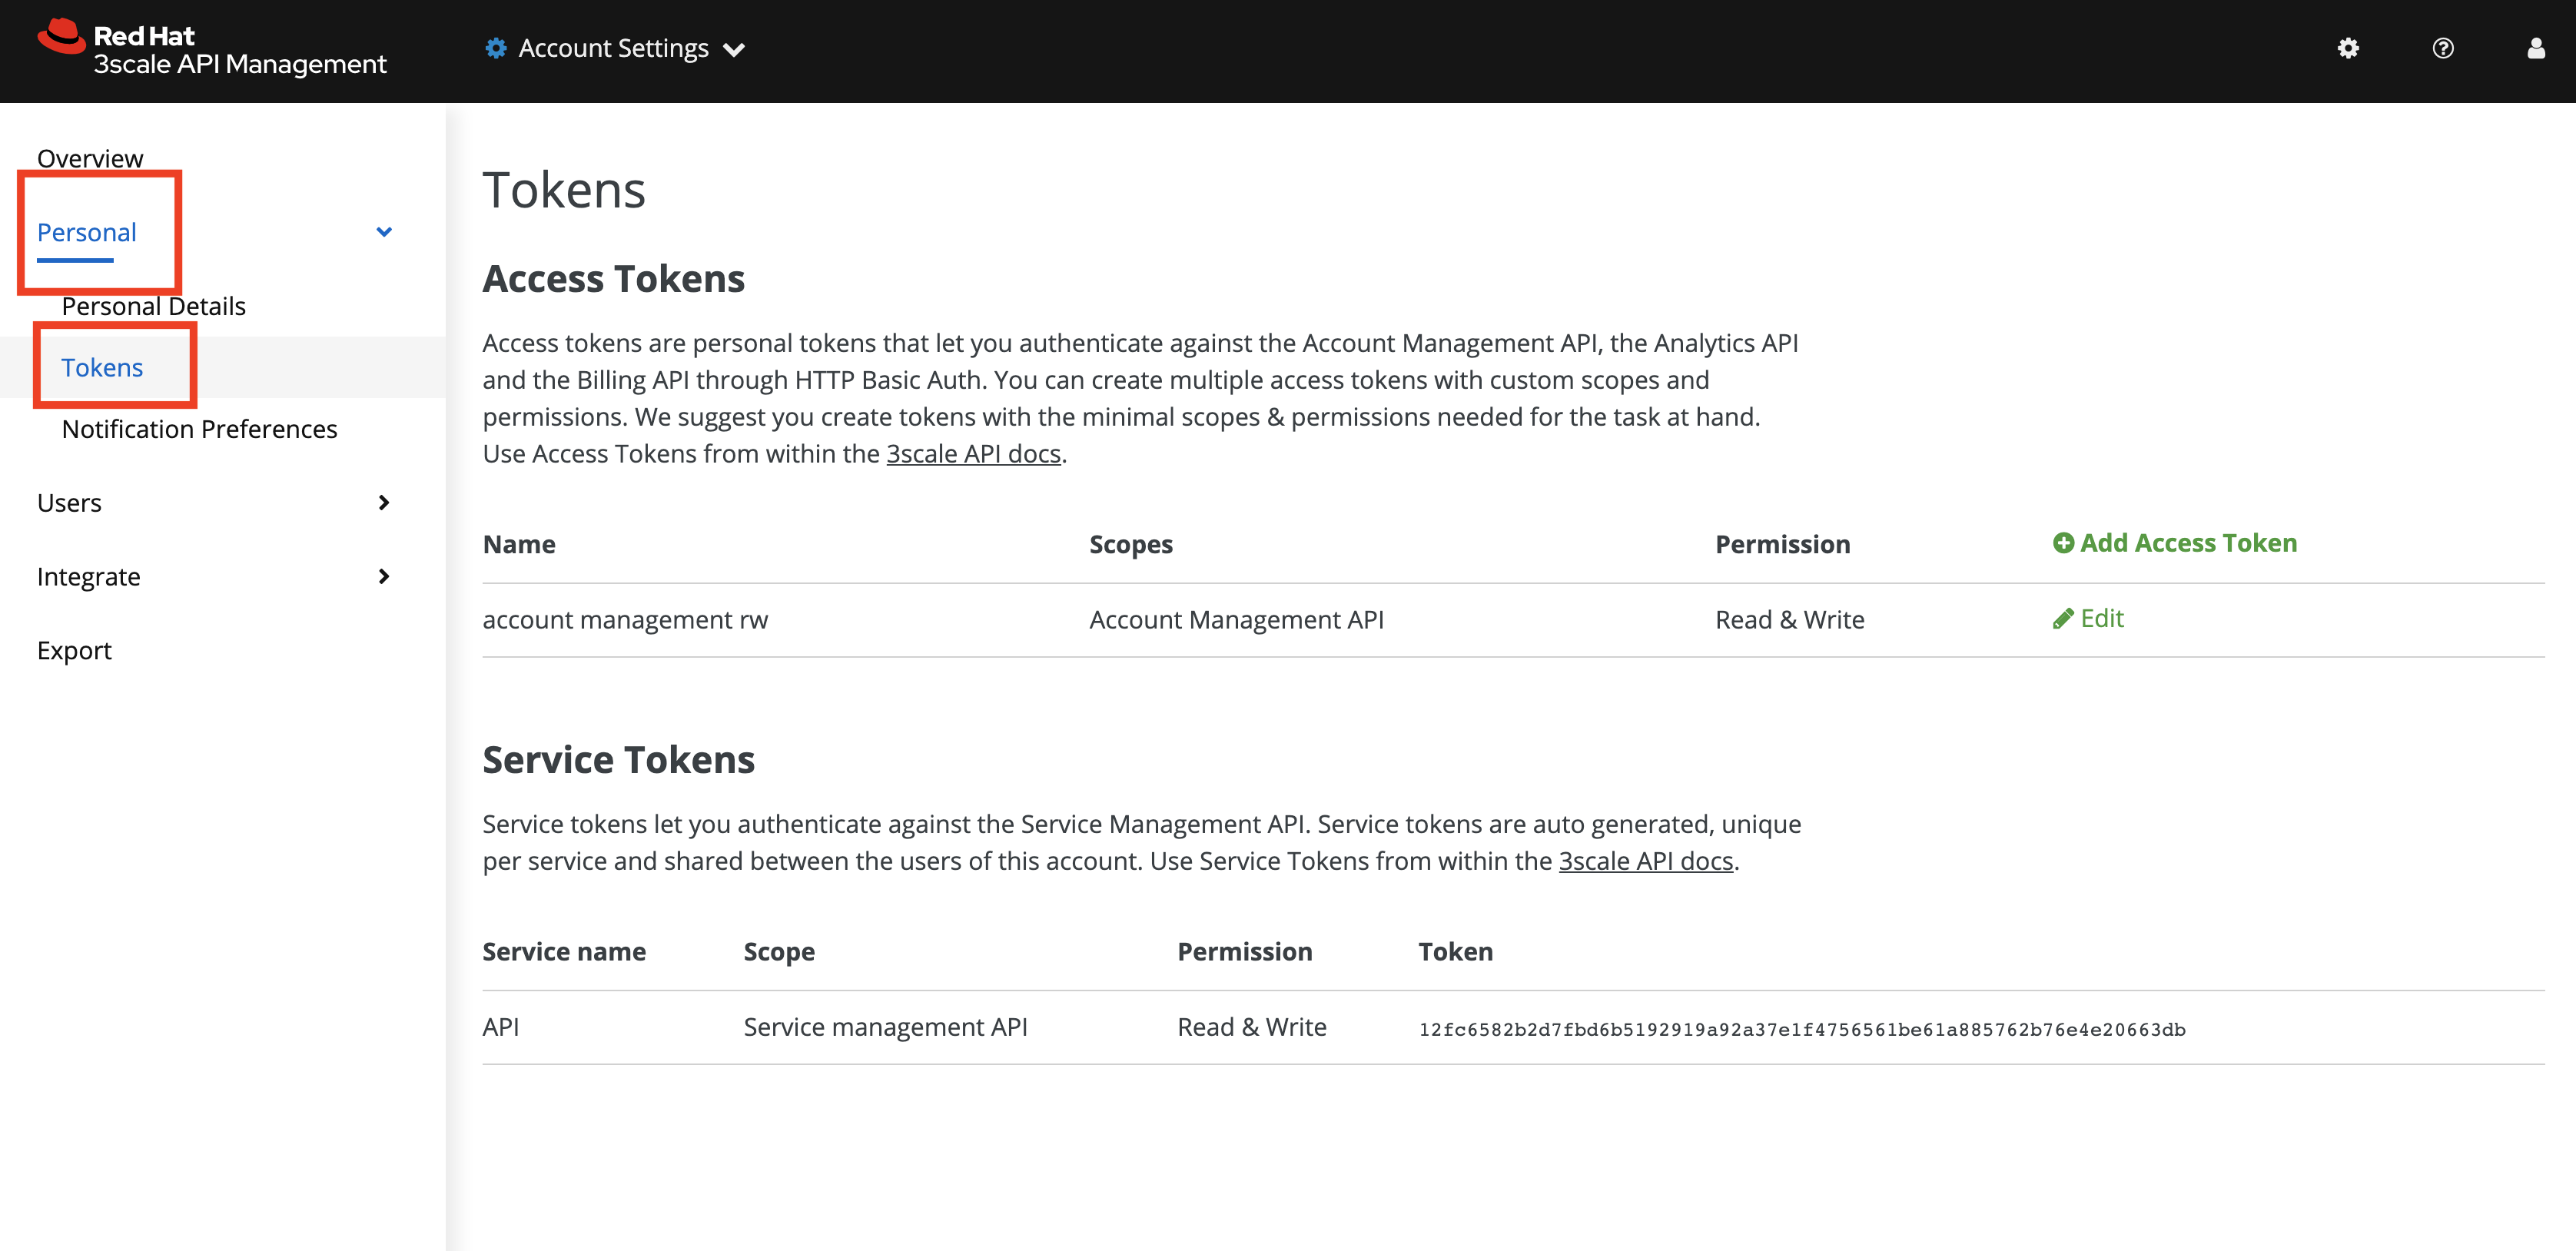 Red Hat
3scale API Management
Account Settings
Overview
Personal
Personal Details
Tokens
Notification Preferences
Users
Integrate
Export
Tokens
Access Tokens
Access tokens are personal tokens that let you authenticate against the Account Management API, the Analytics API
and the Billing API through HTTP Basic Auth. You can create multiple access tokens with custom scopes and
permissions. We suggest you create tokens with the minimal scopes & permissions needed for the task at hand.
Use Access Tokens from within the 3scale API docs.
Name Scopes Permission Add Access Token
account management rw Account Management API Read & Write Edit
Service Tokens
Service tokens let you authenticate against the Service Management API. Service tokens are auto generated, unique
per service and shared between the users of this account. Use Service Tokens from within the 3scale API docs.
Service name Scope Permission Token
API Service management API Read & Write 12fc6582b2d7fbd6b5192919a92a37e1f4756561be61a885762b76e4e20663db